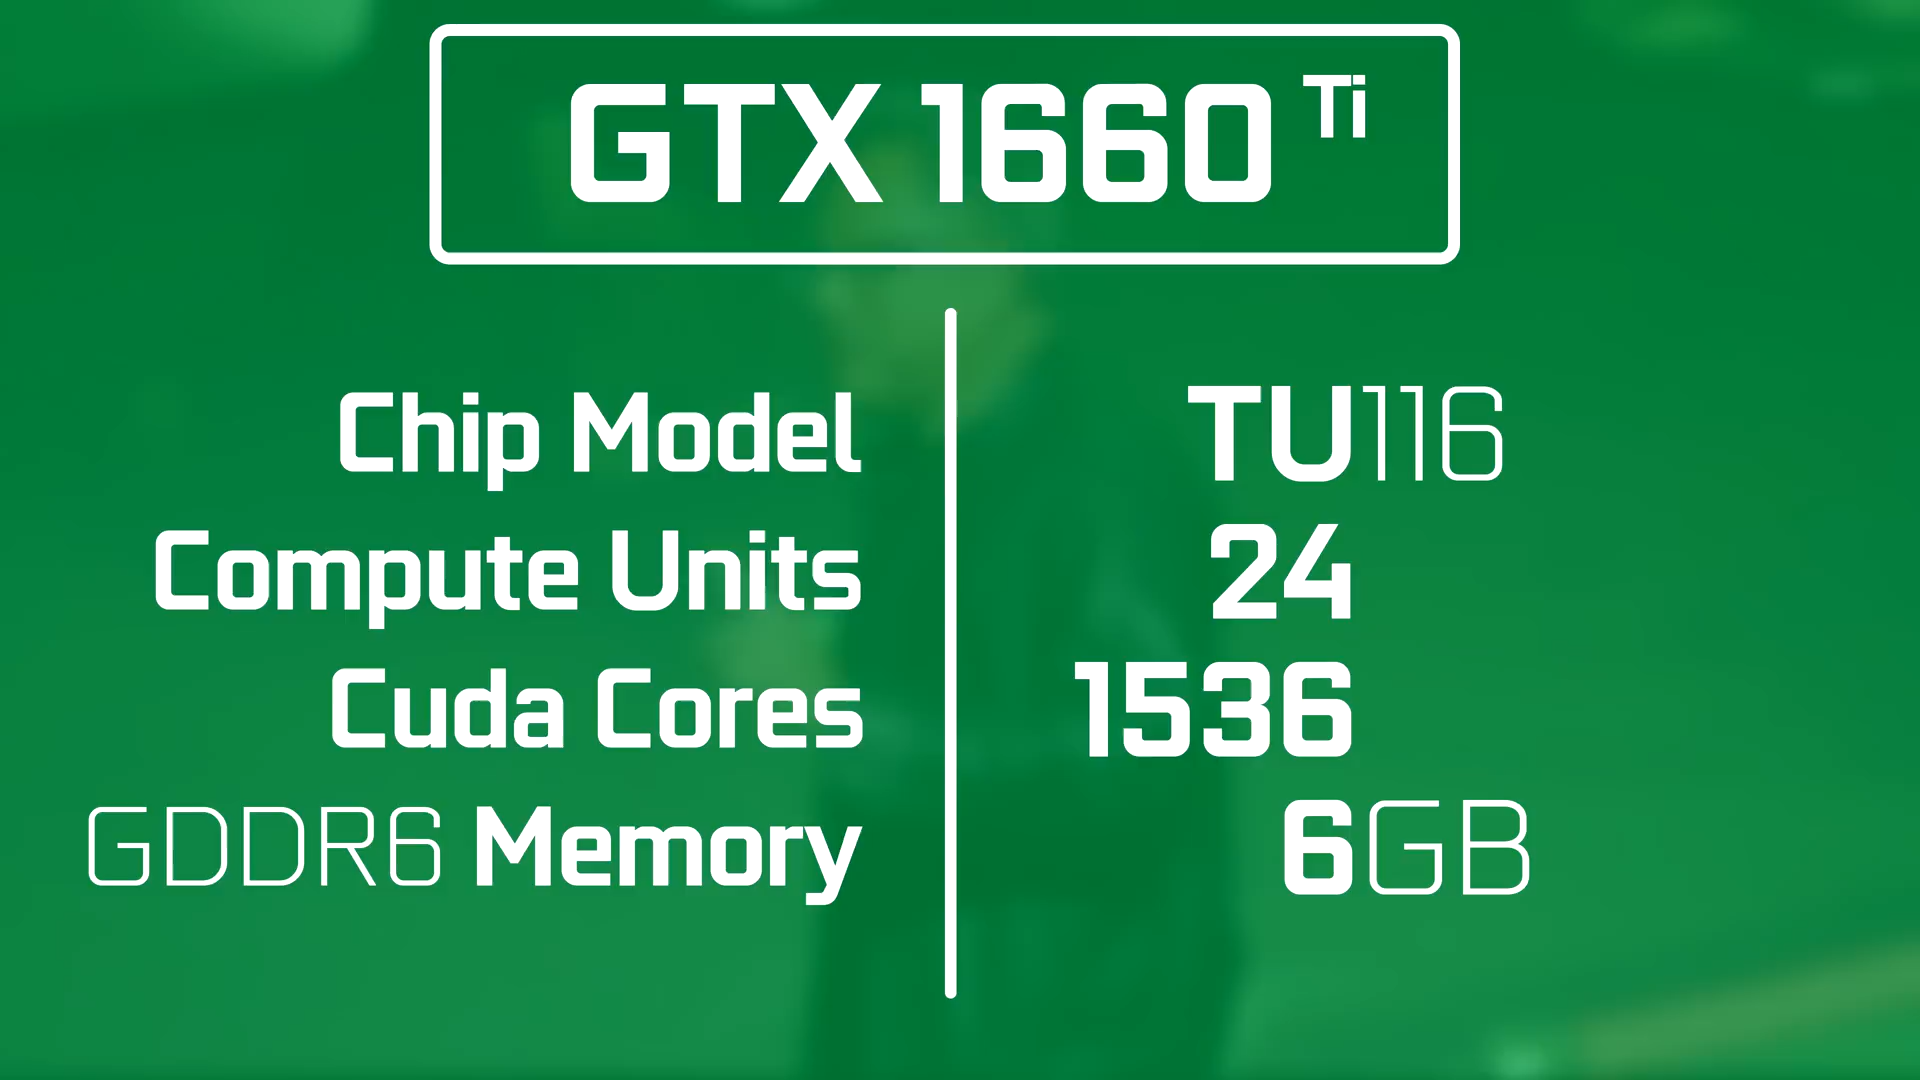 GTX 1660 Ti
Chip Model TU116
Compute Units 24
Cuda Cores 1536
GDDR6 Memory 6GB